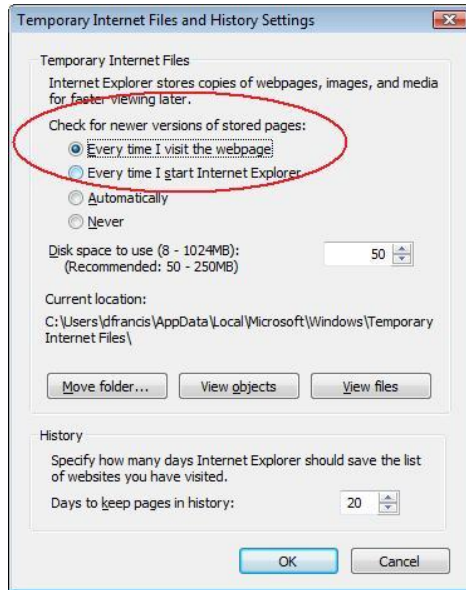 Temporary Internet Files and History Settings
Temporary Internet Files
Internet Explorer stores copies of webpages, images, and media
for faster viewing later.
Check for newer versions of stored pages:
Every time I visit the webpage
Every time I start Internet Explorer
Automatically
Never
Disk space to use (8 - 1024MB):
50
(Recommended: 50 - 250MB)
Current location:
C:\Users\dfrancis\AppData\Local\Microsoft\Windows\Temporary
Internet Files\
Move folder... View objects View files
History
Specify how many days Internet Explorer should save the list
of websites you have visited.
Days to keep pages in history: 20
OK Cancel